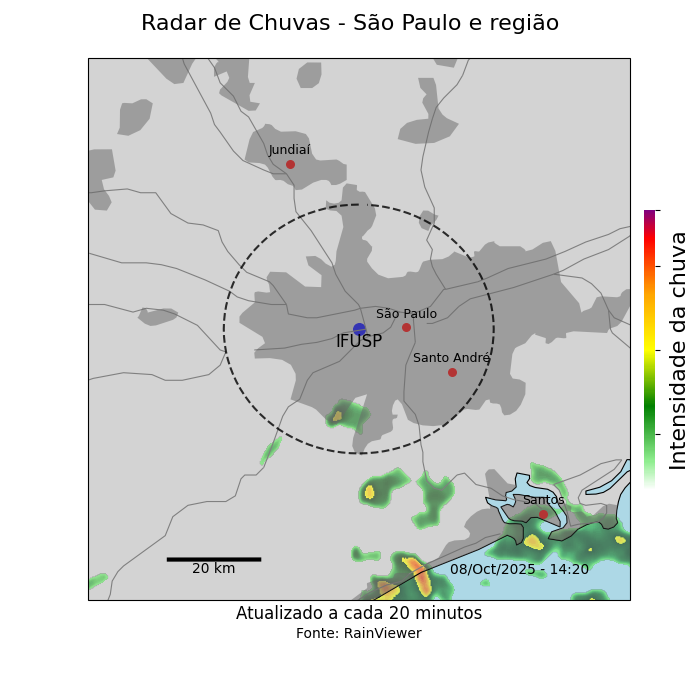 Radar de Chuvas - São Paulo e região
Jundiaí
São Paulo
IFUSP
Santo André
Santos
20 km
08/Oct/2025 - 14:20
Intensidade da chuva
Atualizado a cada 20 minutos
Fonte: RainViewer